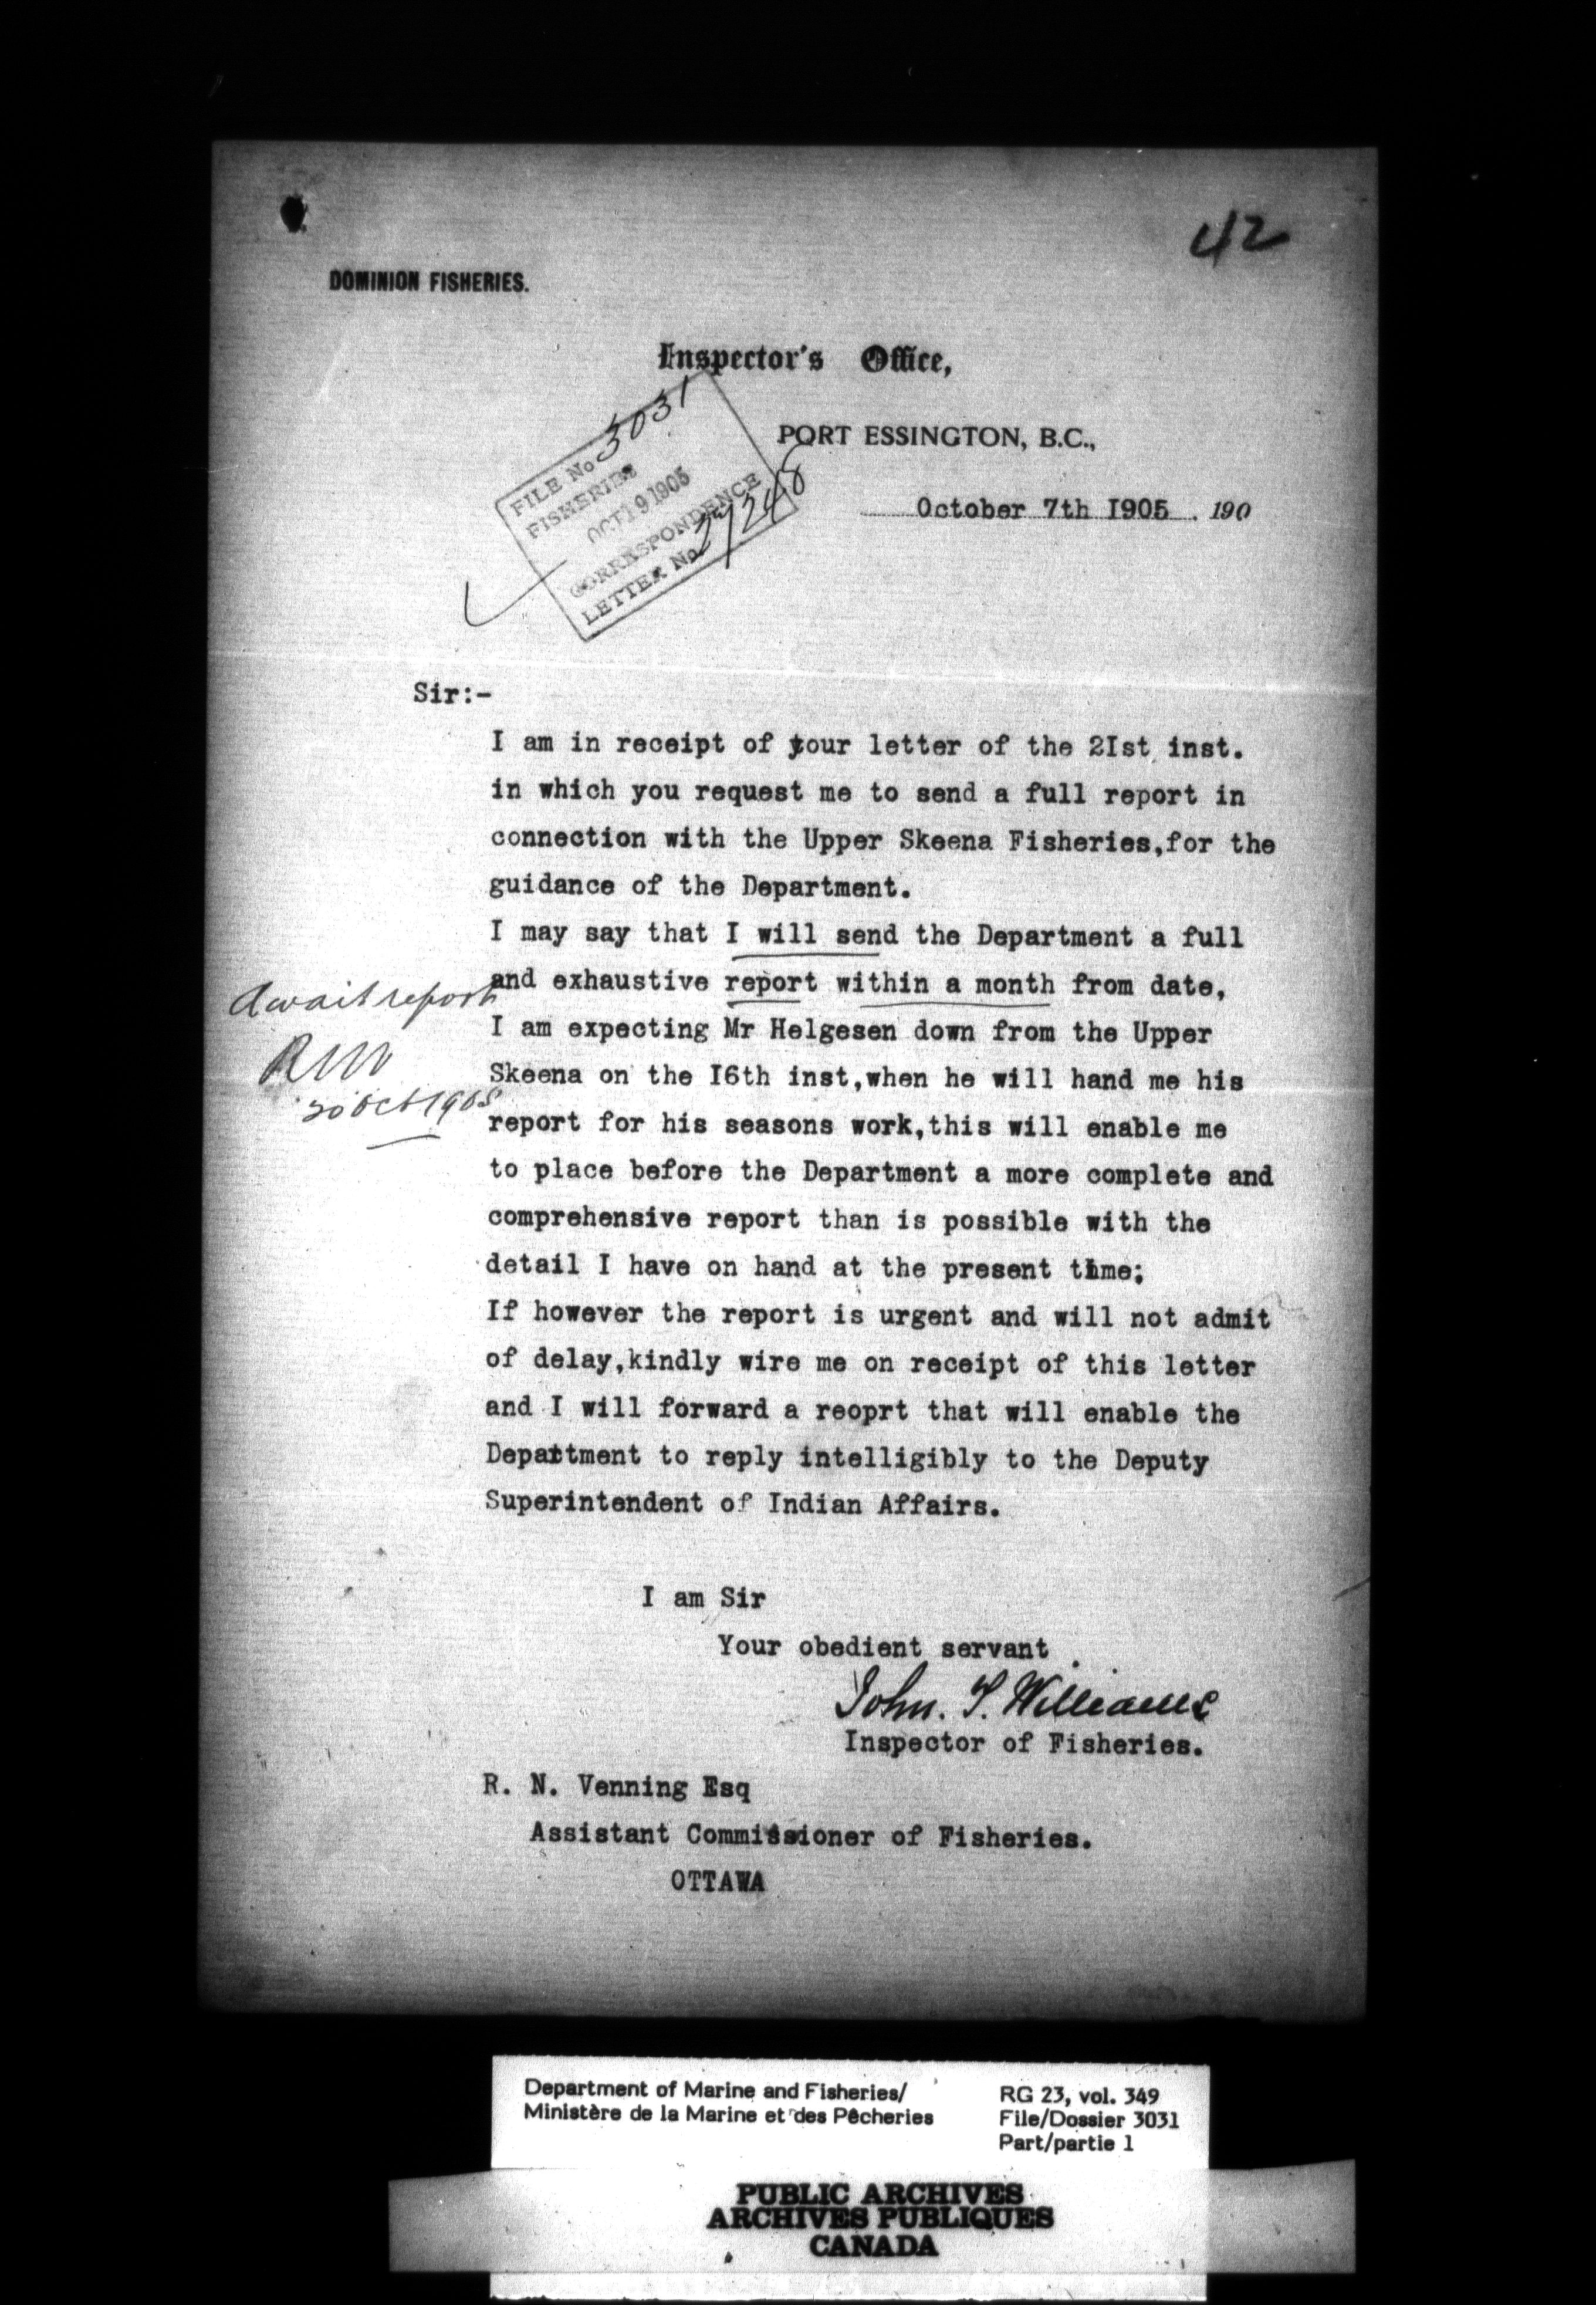 42
DOMINION FISHERIES.
Inspector's Office,
PORT ESSINGTON, B.C.,
October 7th I905 . 190
FILE No 3031
FISHERIES
OCT 19 1905
CORRESPONDENCE
LETTER No.
Sir:-
I am in receipt of your letter of the 2Ist inst.
in which you request me to send a full report in
connection with the Upper Skeena Fisheries,for the
guidance of the Department.
I may say that I will send the Department a full
and exhaustive report within a month from date,
Await report
I am expecting Mr Helgesen down from the Upper
Skeena on the I6th inst,when he will hand me his
20 Oct 1905
report for his seasons work,this will enable me
to place before the Department a more complete and
comprehensive report than is possible with the
detail I have on hand at the present time;
If however the report is urgent and will not admit
of delay,kindly wire me on receipt of this letter
and I will forward a reoprt that will enable the
Department to reply intelligibly to the Deputy
Superintendent of Indian Affairs.
I am Sir
Your obedient servant
John. T. Williams
Inspector of Fisheries.
R. N. Venning Esq
Assistant Commissioner of Fisheries.
OTTAWA
Department of Marine and Fisheries/
Ministère de la Marine et des Pêcheries
RG 23, vol. 349
File/Dossier 3031
Part/partie 1
PUBLIC ARCHIVES
ARCHIVES PUBLIQUES
CANADA